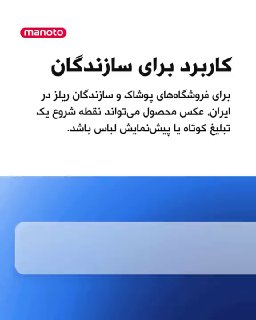 manoto
کاربرد برای سازندگان
برای فروشگاه‌های پوشاک و سازندگان ریلز در
ایران، عکس محصول می‌تواند نقطه شروع یک
تبلیغ کوتاه یا پیش‌نمایش لباس باشد.